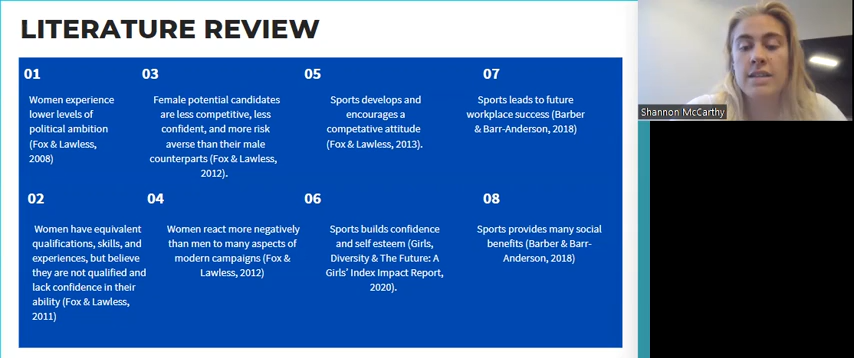 LITERATURE REVIEW
01
Women experience
lower levels of
political ambition
(Fox & Lawless,
2008)
03
Female potential candidates
are less competitive, less
confident, and more risk
averse than their male
counterparts (Fox & Lawless,
2012).
05
Sports develops and
encourages a
competative attitude
(Fox & Lawless, 2013).
07
Sports leads to future
workplace success (Barber
& Barr-Anderson, 2018)
02
Women have equivalent
qualifications, skills, and
experiences, but believe
they are not qualified and
lack confidence in their
ability (Fox & Lawless,
2011)
04
Women react more negatively
than men to many aspects of
modern campaigns (Fox &
Lawless, 2012)
06
Sports builds confidence
and self esteem (Girls,
Diversity & The Future: A
Girls' Index Impact Report,
2020).
08
Sports provides many social
benefits (Barber & Barr-
Anderson, 2018)
Shannon McCarthy